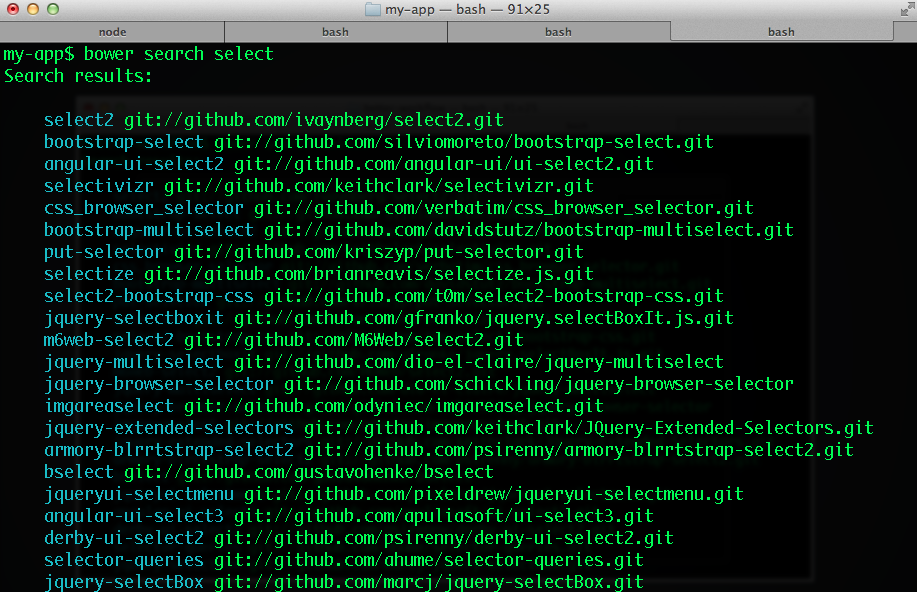 my-app — bash — 91×25
node bash bash bash
my-app$ bower search select
Search results:
select2 git://github.com/ivaynberg/select2.git
bootstrap-select git://github.com/silviomoreto/bootstrap-select.git
angular-ui-select2 git://github.com/angular-ui/ui-select2.git
selectivizr git://github.com/keithclark/selectivizr.git
css_browser_selector git://github.com/verbatim/css_browser_selector.git
bootstrap-multiselect git://github.com/davidstutz/bootstrap-multiselect.git
put-selector git://github.com/kriszyp/put-selector.git
selectize git://github.com/brianreavis/selectize.js.git
select2-bootstrap-css git://github.com/t0m/select2-bootstrap-css.git
jquery-selectboxit git://github.com/gfranko/jquery.selectBoxIt.js.git
m6web-select2 git://github.com/M6Web/select2.git
jquery-multiselect git://github.com/dio-el-claire/jquery-multiselect
jquery-browser-selector git://github.com/schickling/jquery-browser-selector
imgareaselect git://github.com/odyniec/imgareaselect.git
jquery-extended-selectors git://github.com/keithclark/JQuery-Extended-Selectors.git
armory-blrrtstrap-select2 git://github.com/psirenny/armory-blrrtstrap-select2.git
bselect git://github.com/gustavohenke/bselect
jqueryui-selectmenu git://github.com/pixeldrew/jqueryui-selectmenu.git
angular-ui-select3 git://github.com/apuliasoft/ui-select3.git
derby-ui-select2 git://github.com/psirenny/derby-ui-select2.git
selector-queries git://github.com/ahume/selector-queries.git
jquery-selectBox git://github.com/marcj/jquery-selectBox.git